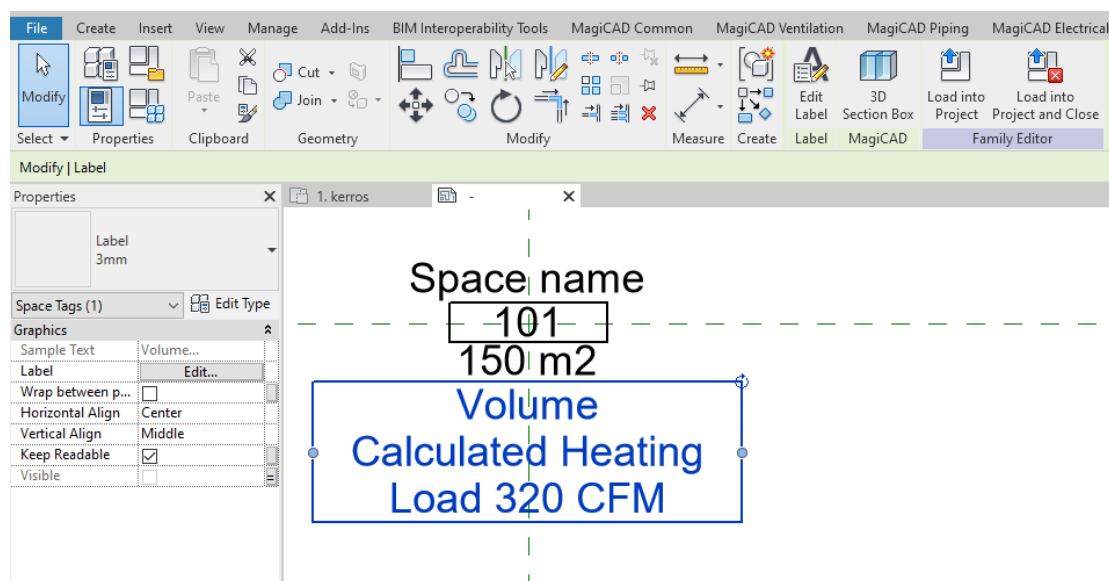 File Create Insert View Manage Add-Ins BIM Interoperability Tools MagiCAD Common MagiCAD Ventilation MagiCAD Piping MagiCAD Electrical
Modify
Paste
Cut
Join
Edit Label
3D Section Box
Load into Project
Load into Project and Close
Select Properties Clipboard Geometry Modify Measure Create Label MagiCAD Family Editor
Modify | Label
Properties
1. kerros
-
Label
3mm
Space Tags (1)
Edit Type
Graphics
Sample Text Volume...
Label Edit...
Wrap between p...
Horizontal Align Center
Vertical Align Middle
Keep Readable
Visible
Space name
101
150 m2
Volume
Calculated Heating
Load 320 CFM